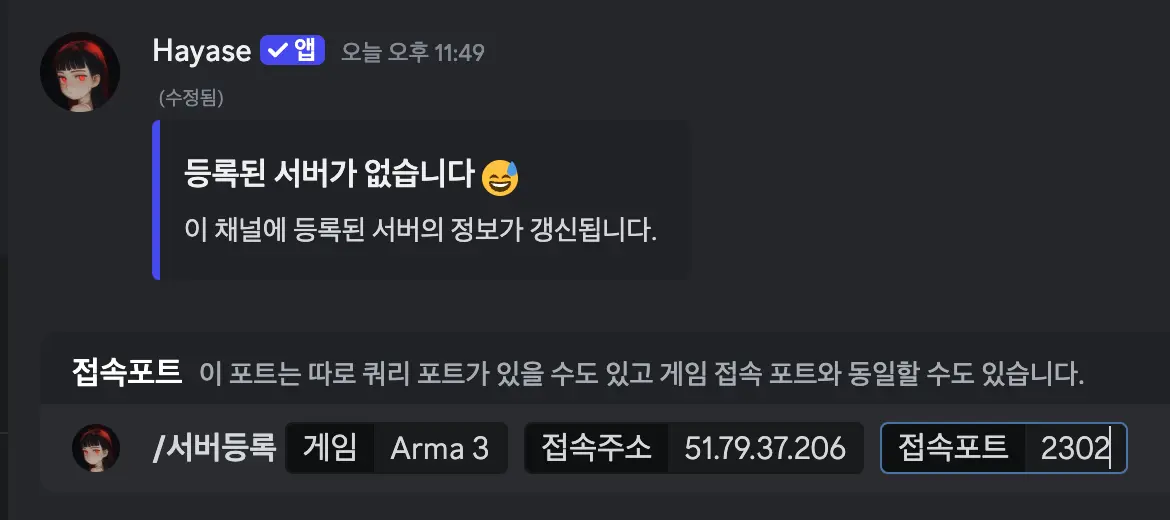 Hayase 앱 오늘 오후 11:49
(수정됨)
등록된 서버가 없습니다
이 채널에 등록된 서버의 정보가 갱신됩니다.
접속포트 이 포트는 따로 쿼리 포트가 있을 수도 있고 게임 접속 포트와 동일할 수도 있습니다.
/서버등록 게임 Arma 3 접속주소 51.79.37.206 접속포트 2302